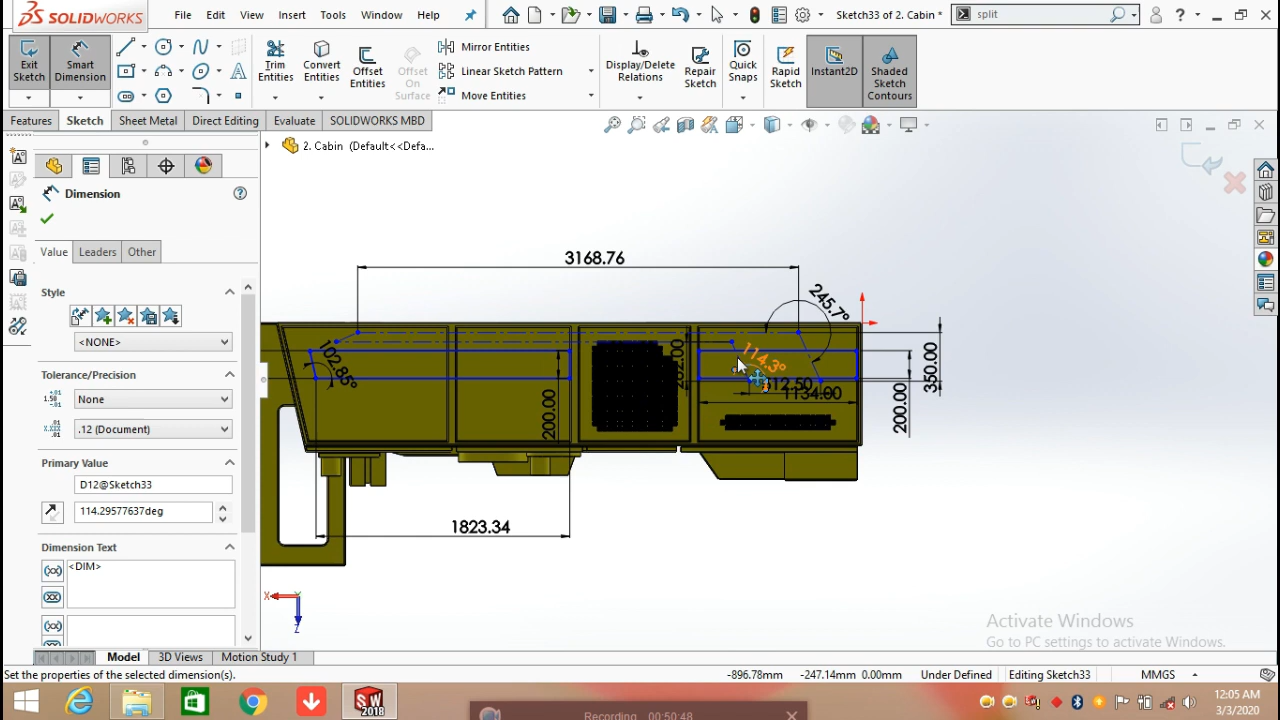 SOLIDWORKS File Edit View Insert Tools Window Help Sketch33 of 2. Cabin * split
Exit Sketch
Smart Dimension
Trim Entities
Convert Entities
Offset Entities
Offset On Surface
Mirror Entities
Linear Sketch Pattern
Move Entities
Display/Delete Relations
Repair Sketch
Quick Snaps
Rapid Sketch
Instant2D
Shaded Sketch Contours
Features Sketch Sheet Metal Direct Editing Evaluate SOLIDWORKS MBD
2. Cabin (Default<<Defa...
Dimension
Value Leaders Other
Style
<NONE>
Tolerance/Precision
None
.12 (Document)
Primary Value
D12@Sketch33
114.29577637deg
Dimension Text
<DIM>
3168.76
245.7°
102.85°
114.3°
350.00
200.00
200.00
1134.00
1823.34
X
Z
Activate Windows
Go to PC settings to activate Windows.
Model 3D Views Motion Study 1
Set the properties of the selected dimension(s). -896.78mm -247.14mm 0.00mm Under Defined Editing Sketch33 MMGS
SW 2018
Recording 00:50:48
12:05 AM
3/3/2020